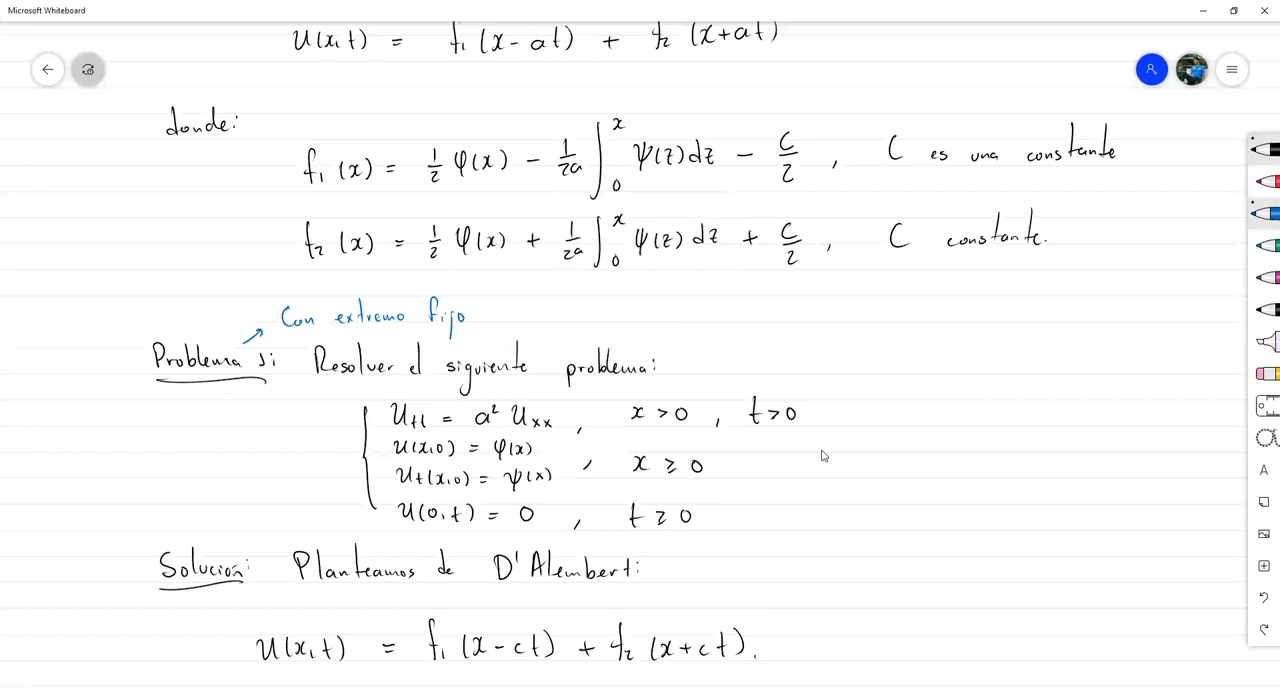 Microsoft Whiteboard
u(x,t) = f₁(x-at) + f₂(x+at)
donde:
f₁(x) = 1/2 φ(x) - 1/2a ∫₀ˣ ψ(z)dz - C/2 , C es una constante
f₂(x) = 1/2 φ(x) + 1/2a ∫₀ˣ ψ(z)dz + C/2 , C constante.
Con extremo fijo
Problema 1: Resolver el siguiente problema:
utt = a² uxx , x > 0 , t > 0
u(x,0) = φ(x)
ut(x,0) = ψ(x) , x ≥ 0
u(0,t) = 0 , t ≥ 0
Solución: Planteamos de D'Alembert:
u(x,t) = f₁(x-ct) + f₂(x+ct).